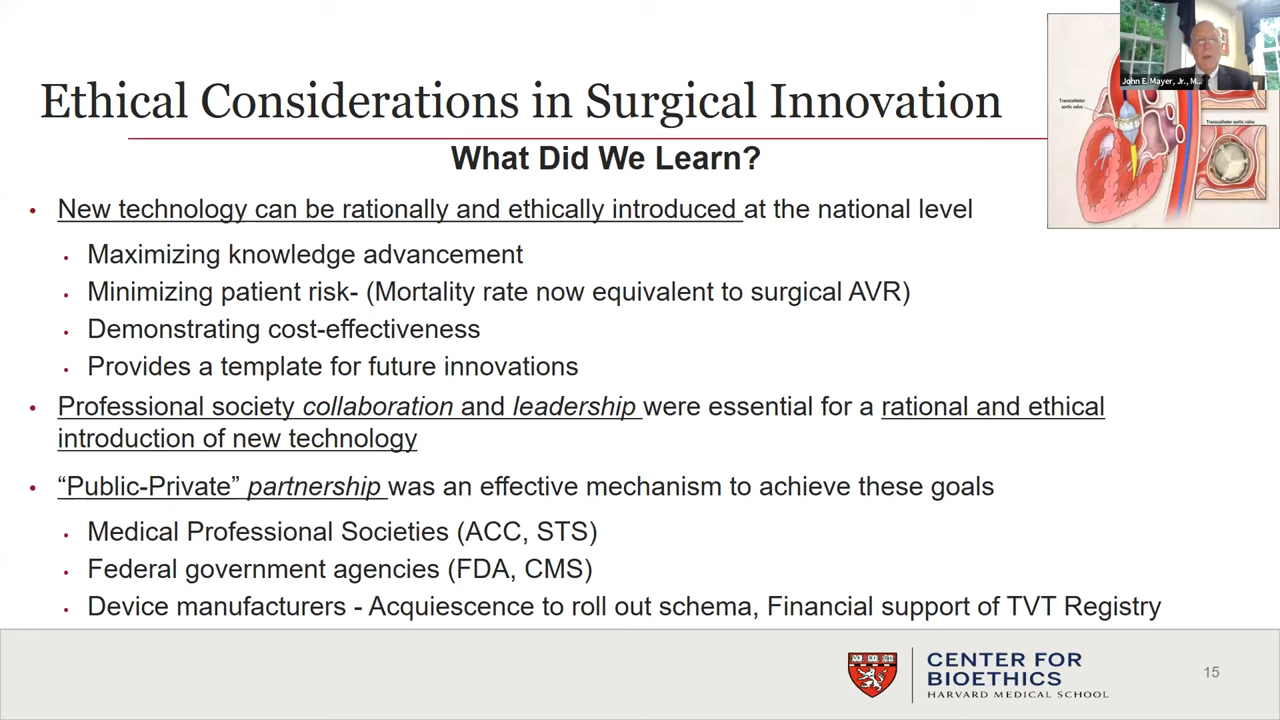 John E. Mayer, Jr., M...
Ethical Considerations in Surgical Innovation
Transcatheter
aortic valve
Transcatheter aortic valve
What Did We Learn?
• New technology can be rationally and ethically introduced at the national level
• Maximizing knowledge advancement
• Minimizing patient risk- (Mortality rate now equivalent to surgical AVR)
• Demonstrating cost-effectiveness
• Provides a template for future innovations
• Professional society collaboration and leadership were essential for a rational and ethical
introduction of new technology
• “Public-Private” partnership was an effective mechanism to achieve these goals
• Medical Professional Societies (ACC, STS)
• Federal government agencies (FDA, CMS)
• Device manufacturers - Acquiescence to roll out schema, Financial support of TVT Registry
CENTER FOR
BIOETHICS
HARVARD MEDICAL SCHOOL
15